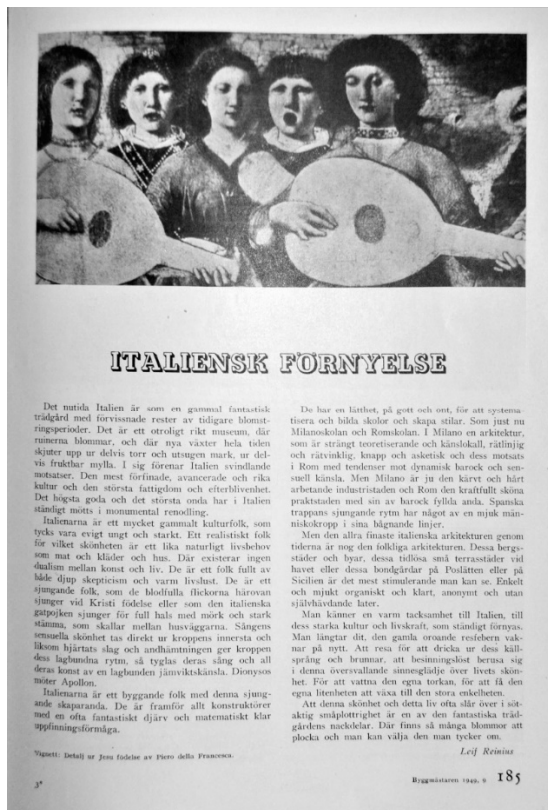 ITALIENSK FÖRNYELSE
Det nutida Italien är som en gammal fantastisk
trädgård med förvissnade rester av tidigare blomst-
ringsperioder. Det är ett otroligt rikt museum, där
ruinerna blommar, och där nya växter hela tiden
skjuter upp ur delvis torr och utsugen mark, ur del-
vis fruktbar mylla. I sig förenar Italien svindlande
motsatser. Den mest förfinade, avancerade och rika
kultur och den största fattigdom och efterblivenhet.
Det högsta goda och det största onda har i Italien
ständigt mötts i monumental renodling.
Italienarna är ett mycket gammalt kulturfolk, som
tycks vara evigt ungt och starkt. Ett realistiskt folk
för vilket skönheten är ett lika naturligt livsbehov
som mat och kläder och hus. Där existerar ingen
dualism mellan konst och liv. De är ett folk fullt av
både djup skepticism och varm livslust. De är ett
sjungande folk, som de blodfulla flickorna härovan
sjunger vid Kristi födelse eller som den italienska
gatpojken sjunger för full hals med mörk och stark
stämma, som skallar mellan husväggarna. Sångens
sensuella skönhet tas direkt ur kroppens innersta och
liksom hjärtats slag och andhämtningen ger kroppen
dess lagbundna rytm, så tyglas deras sång och all
deras konst av en lagbunden jämviktskänsla. Dionysos
möter Apollon.
Italienarna är ett byggande folk med denna sjung-
ande skaparanda. De är framför allt konstruktörer
med en ofta fantastiskt djärv och matematiskt klar
uppfinningsförmåga.
Vignett: Detalj ur Jesu födelse av Piero della Francesca.
3*
De har en lätthet, på gott och ont, för att systema-
tisera och bilda skolor och skapa stilar. Som just nu
Milanoskolan och Romskolan. I Milano en arkitektur,
som är strängt teoretiserande och känslokall, rätlinjig
och rätvinklig, knapp och asketisk och dess motsats
i Rom med tendenser mot dynamisk barock och sen-
suell känsla. Men Milano är ju den kärvt och hårt
arbetande industristaden och Rom den kraftfullt sköna
praktstaden med sin av barock fyllda anda. Spanska
trappans sjungande rytm har något av en mjuk män-
niskokropp i sina bågnande linjer.
Men den allra finaste italienska arkitekturen genom
tiderna är nog den folkliga arkitekturen. Dessa bergs-
städer och byar, dessa tidlösa små terrasstäder vid
havet eller dessa bondgårdar på Poslätten eller på
Sicilien är det mest stimulerande man kan se. Enkelt
och mjukt organiskt och klart, anonymt och utan
självhävdande later.
Man känner en varm tacksamhet till Italien, till
dess starka kultur och livskraft, som ständigt förnyas.
Man längtar dit, den gamla oroande resfebern vak-
nar på nytt. Att resa för att dricka ur dess käll-
språng och brunnar, att besinningslöst berusa sig
i denna översvallande sinnesglädje över livets skön-
het. För att vattna den egna torkan, för att få den
egna litenheten att växa till den stora enkelheten.
Att denna skönhet och detta liv ofta slår över i söt-
aktig småplottrighet är en av den fantastiska träd-
gårdens nackdelar. Där finns så många blommor att
plocka och man kan välja den man tycker om.
Leif Reinius
Byggmästaren 1949, 9 185